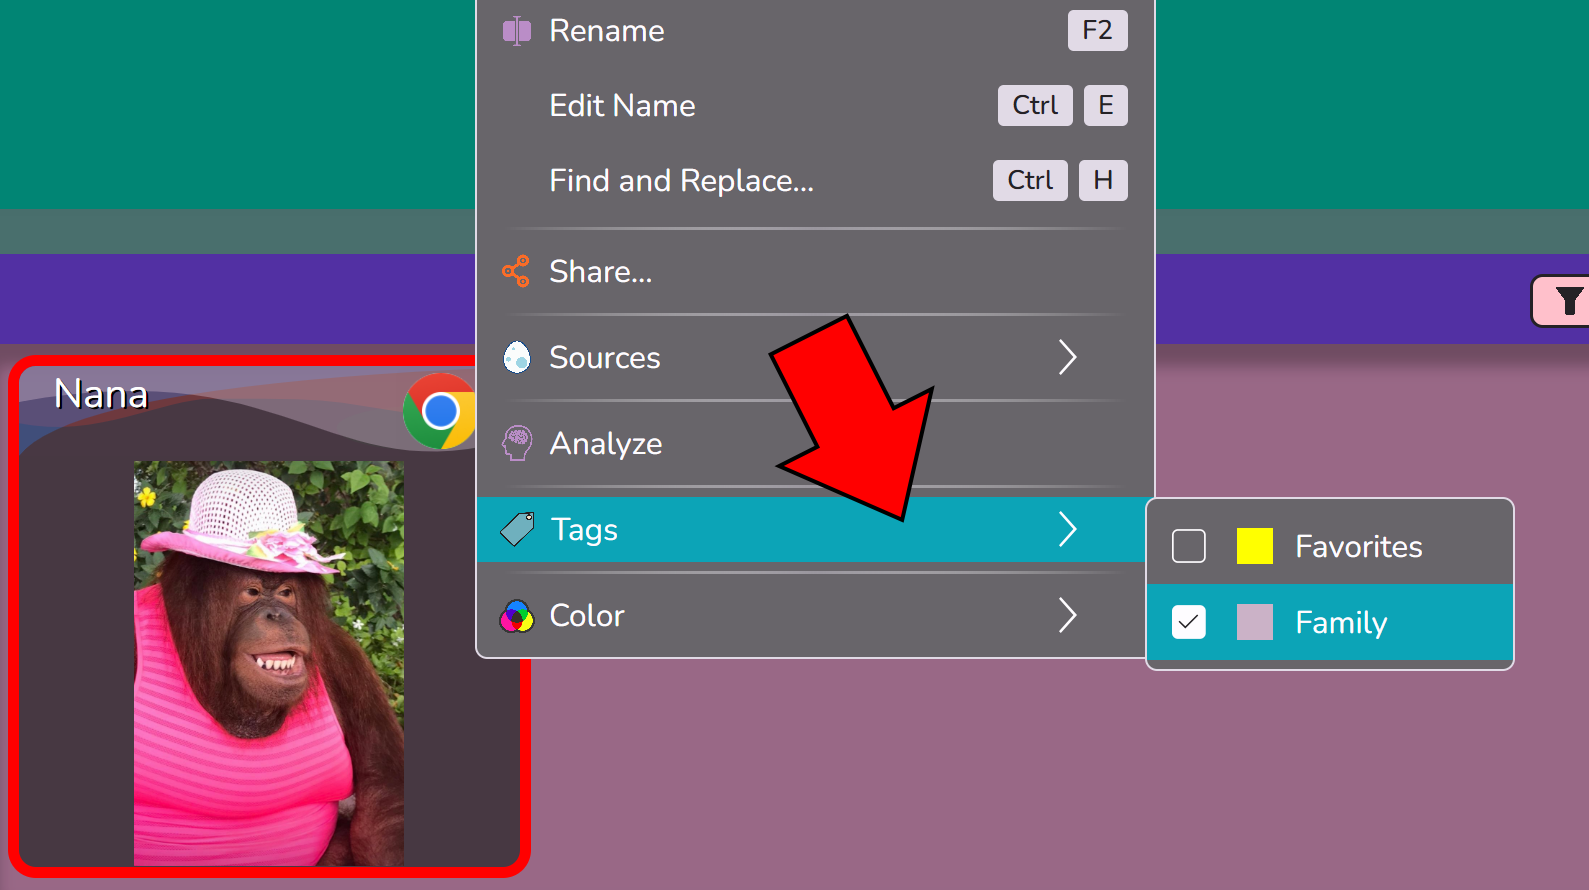 Rename F2
Edit Name Ctrl E
Find and Replace... Ctrl H
Share...
Sources
Nana
Analyze
Tags
Favorites
Color
Family